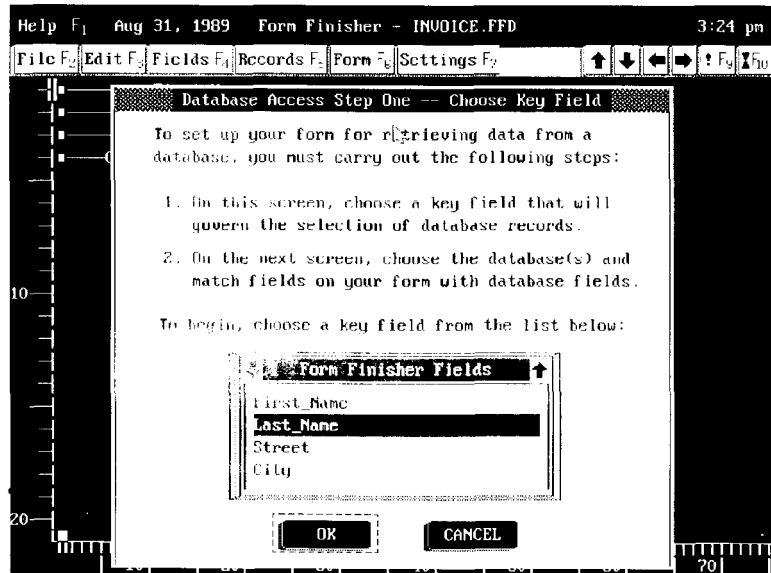 Help F1 Aug 31, 1989 Form Finisher - INVOICE.FFD 3:24 pm
File F2 Edit F3 Fields F4 Records F5 Form F6 Settings F7 ! F9 F10
Database Access Step One -- Choose Key Field
To set up your form for retrieving data from a
database, you must carry out the following steps:
1. On this screen, choose a key field that will
govern the selection of database records.
2. On the next screen, choose the database(s) and
match fields on your form with database fields.
10
To begin, choose a key field from the list below:
Form Finisher Fields
First_Name
Last_Name
Street
City
20
OK CANCEL
70